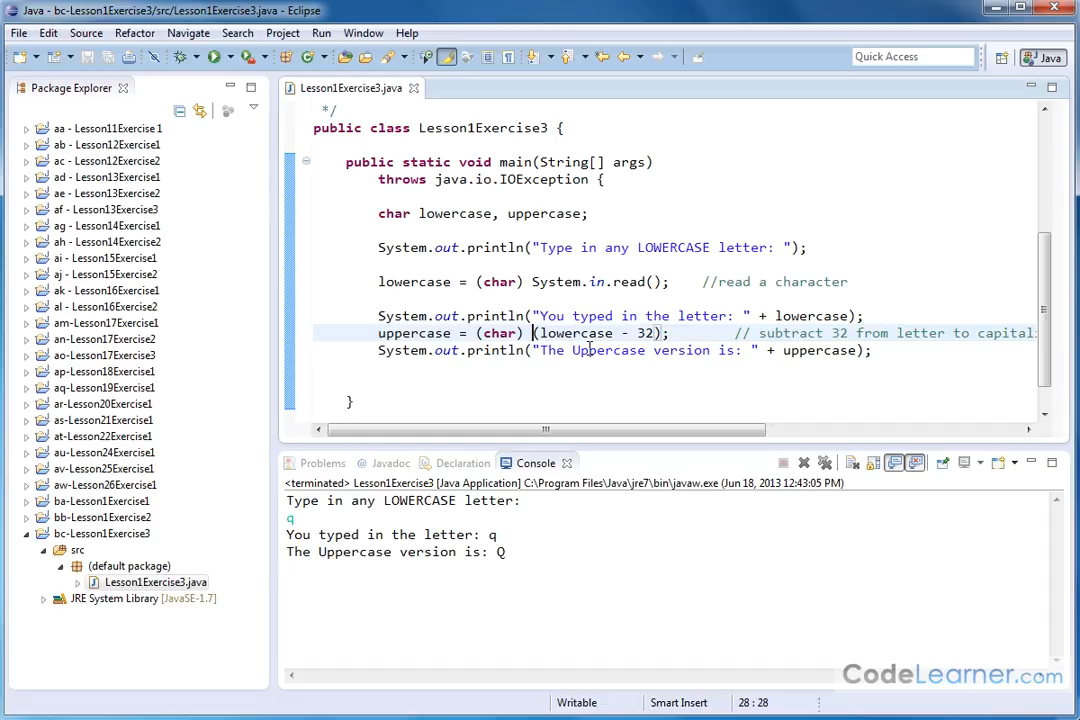 Java - bc-Lesson1Exercise3/src/Lesson1Exercise3.java - Eclipse
File Edit Source Refactor Navigate Search Project Run Window Help
Quick Access
Java
Package Explorer
aa - Lesson11Exercise1
ab - Lesson12Exercise1
ac - Lesson12Exercise2
ad - Lesson13Exercise1
ae - Lesson13Exercise2
af - Lesson13Exercise3
ag - Lesson14Exercise1
ah - Lesson14Exercise2
ai - Lesson15Exercise1
aj - Lesson15Exercise2
ak - Lesson16Exercise1
al - Lesson16Exercise2
am-Lesson17Exercise1
an-Lesson17Exercise2
ao-Lesson17Exercise3
ap-Lesson18Exercise1
aq-Lesson19Exercise1
ar-Lesson20Exercise1
as-Lesson21Exercise1
at-Lesson22Exercise1
au-Lesson24Exercise1
av-Lesson25Exercise1
aw-Lesson26Exercise1
ba-Lesson1Exercise1
bb-Lesson1Exercise2
bc-Lesson1Exercise3
src
(default package)
Lesson1Exercise3.java
JRE System Library [JavaSE-1.7]
Lesson1Exercise3.java
*/
public class Lesson1Exercise3 {
public static void main(String[] args)
throws java.io.IOException {
char lowercase, uppercase;
System.out.println("Type in any LOWERCASE letter: ");
lowercase = (char) System.in.read(); //read a character
System.out.println("You typed in the letter: " + lowercase);
uppercase = (char) (lowercase - 32); // subtract 32 from letter to capitali
System.out.println("The Uppercase version is: " + uppercase);
}
Problems @ Javadoc Declaration Console
<terminated> Lesson1Exercise3 [Java Application] C:\Program Files\Java\jre7\bin\javaw.exe (Jun 18, 2013 12:43:05 PM)
Type in any LOWERCASE letter:
q
You typed in the letter: q
The Uppercase version is: Q
CodeLearner.com
Writable Smart Insert 28 : 28